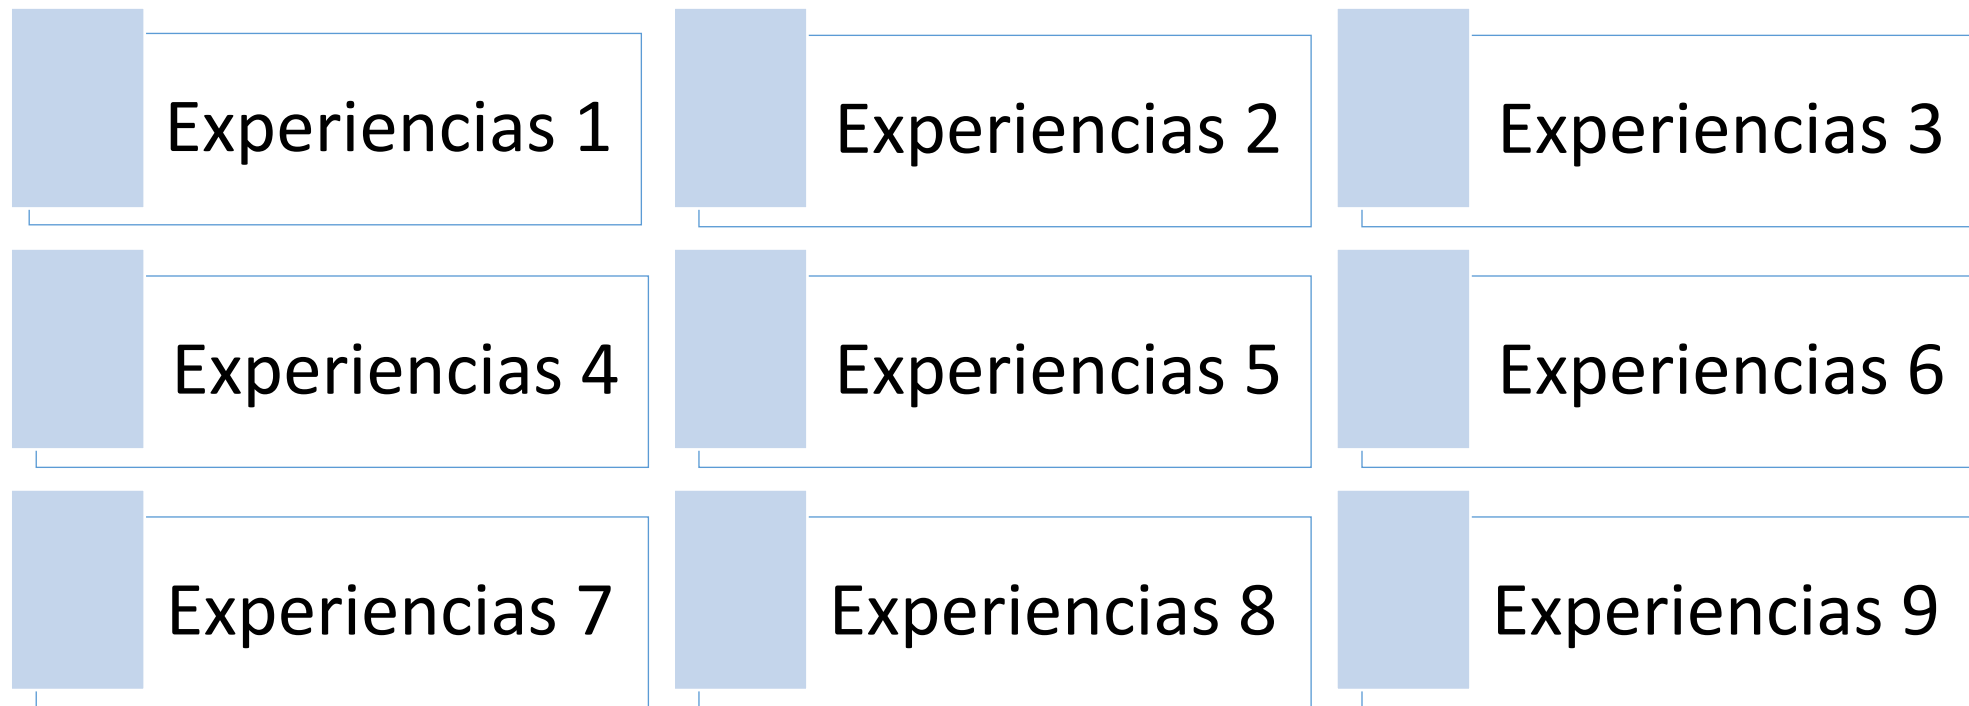 Experiencias 1
Experiencias 2
Experiencias 3
Experiencias 4
Experiencias 5
Experiencias 6
Experiencias 7
Experiencias 8
Experiencias 9